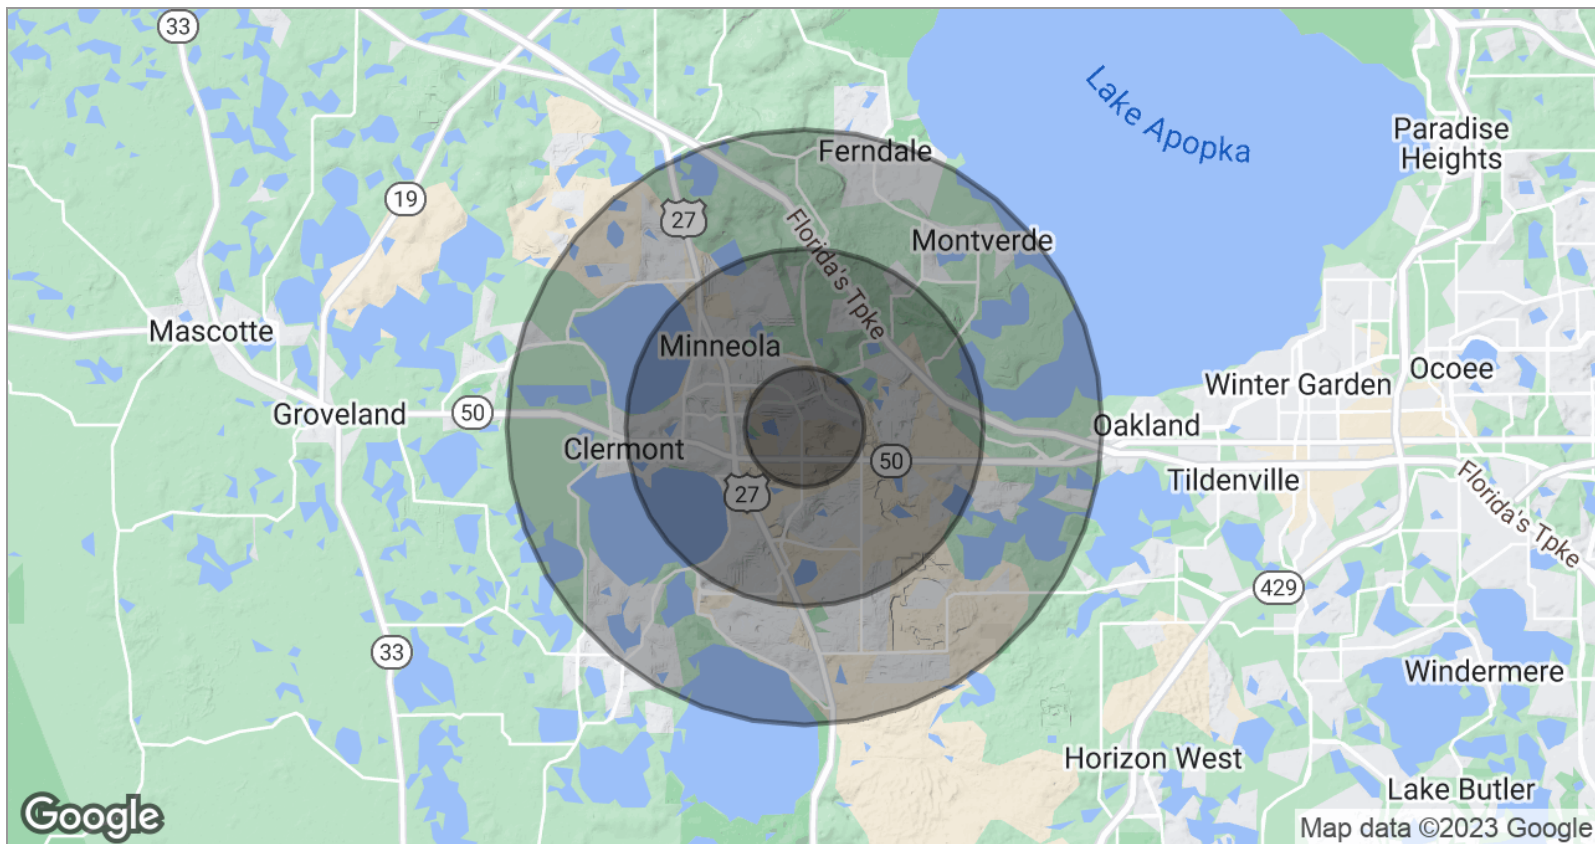 33
Lake Apopka
Paradise
Heights
Ferndale
19
27
Florida's Tpke
Montverde
Mascotte
Minneola
Ocoee
Winter Garden
Groveland
50
Oakland
Clermont
50
Tildenville
27
Florida's Tpke
429
33
Windermere
Horizon West
Lake Butler
Google
Map data ©2023 Google